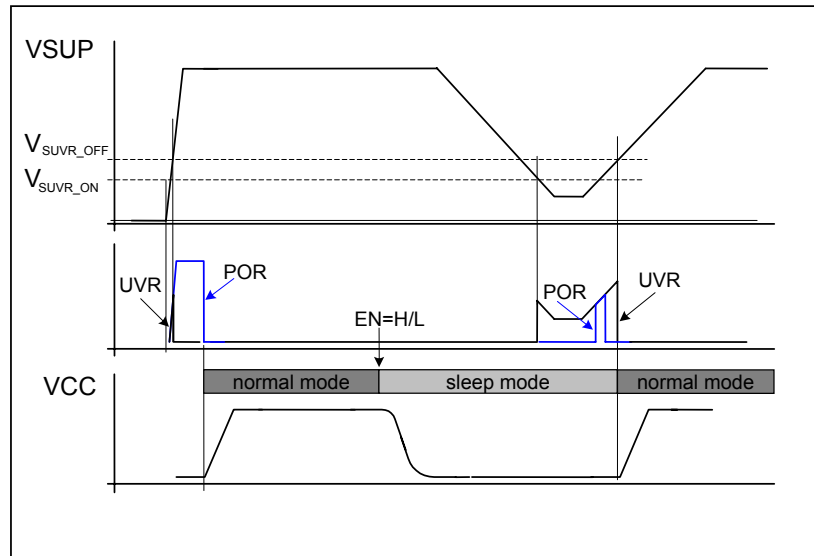 VSUP
VSUVR_OFF
VSUVR_ON
UVR
POR
EN=H/L
POR
UVR
VCC
normal mode
sleep mode
normal mode